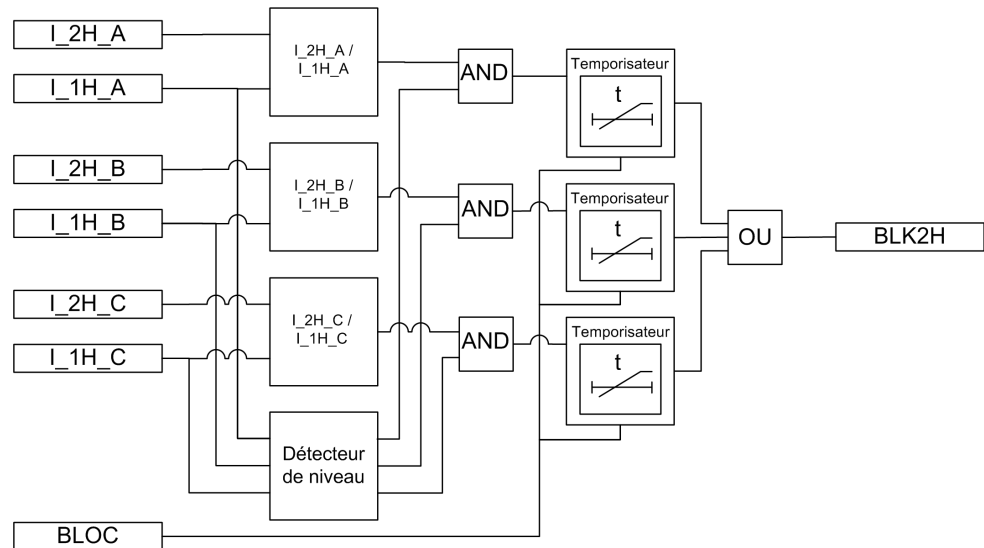 I_2H_A
I_1H_A
I_2H_A /
I_1H_A
AND
Temporisateur
t
I_2H_B
I_1H_B
I_2H_B /
I_1H_B
AND
Temporisateur
t
OU
BLK2H
I_2H_C
I_1H_C
I_2H_C /
I_1H_C
AND
Temporisateur
t
Détecteur
de niveau
BLOC